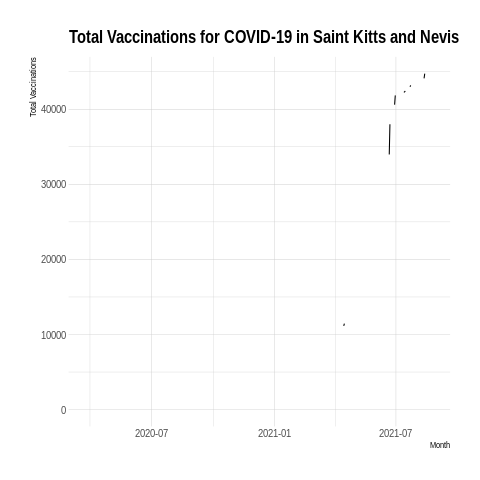 Total Vaccinations for COVID-19 in Saint Kitts and Nevis
Total Vaccinations
40000
30000
20000
10000
0
2020-07 2021-01 2021-07
Month